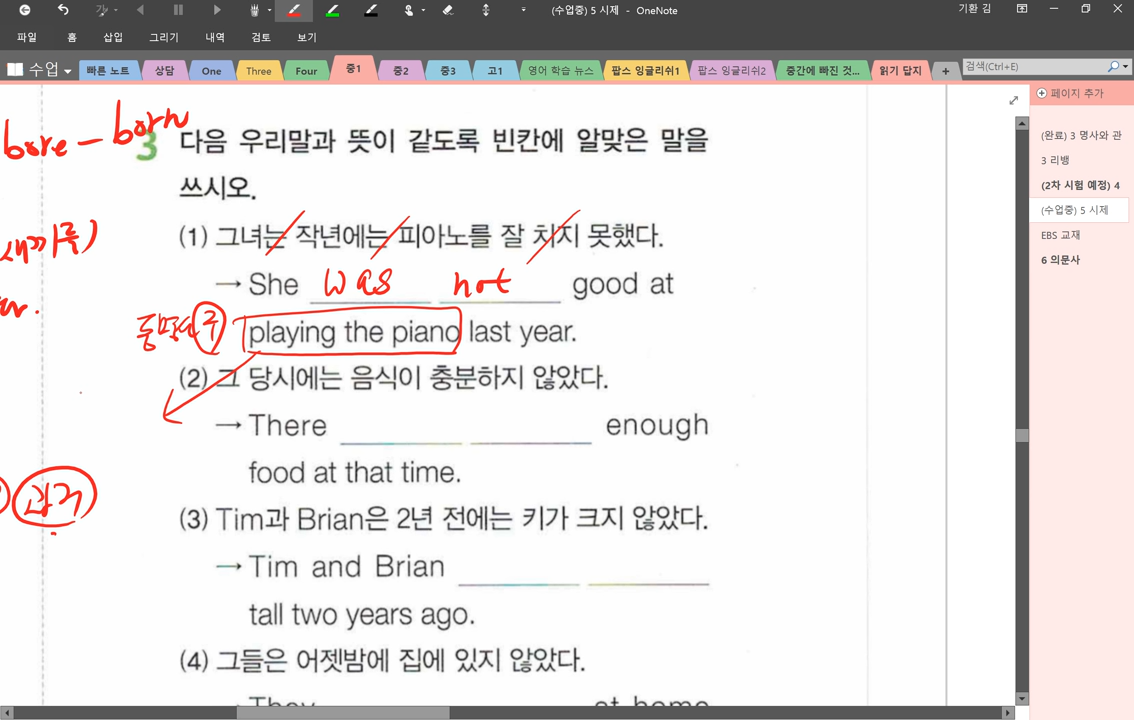 기환 김
(수업중) 5 시제 - OneNote
파일 홈 삽입 그리기 내역 검토 보기
수업 빠른 노트 상담 One Three Four 중1 중2 중3 고1 영어 학습 뉴스 팝스 잉글리쉬1 팝스 잉글리쉬2 중간에 빠진 것... 읽기 답지 + 검색(Ctrl+E)
페이지 추가
(완료) 3 명사와 관
3 리뱅
(2차 시험 예정) 4
(수업중) 5 시제
EBS 교재
6 의문사
bore - born
3 다음 우리말과 뜻이 같도록 빈칸에 알맞은 말을
쓰시오.
(1) 그녀는 작년에는 피아노를 잘 치지 못했다.
→ She was not good at
playing the piano last year.
(2) 그 당시에는 음식이 충분하지 않았다.
→ There enough
food at that time.
과거
(3) Tim과 Brian은 2년 전에는 키가 크지 않았다.
→ Tim and Brian
tall two years ago.
(4) 그들은 어젯밤에 집에 있지 않았다.
They at home